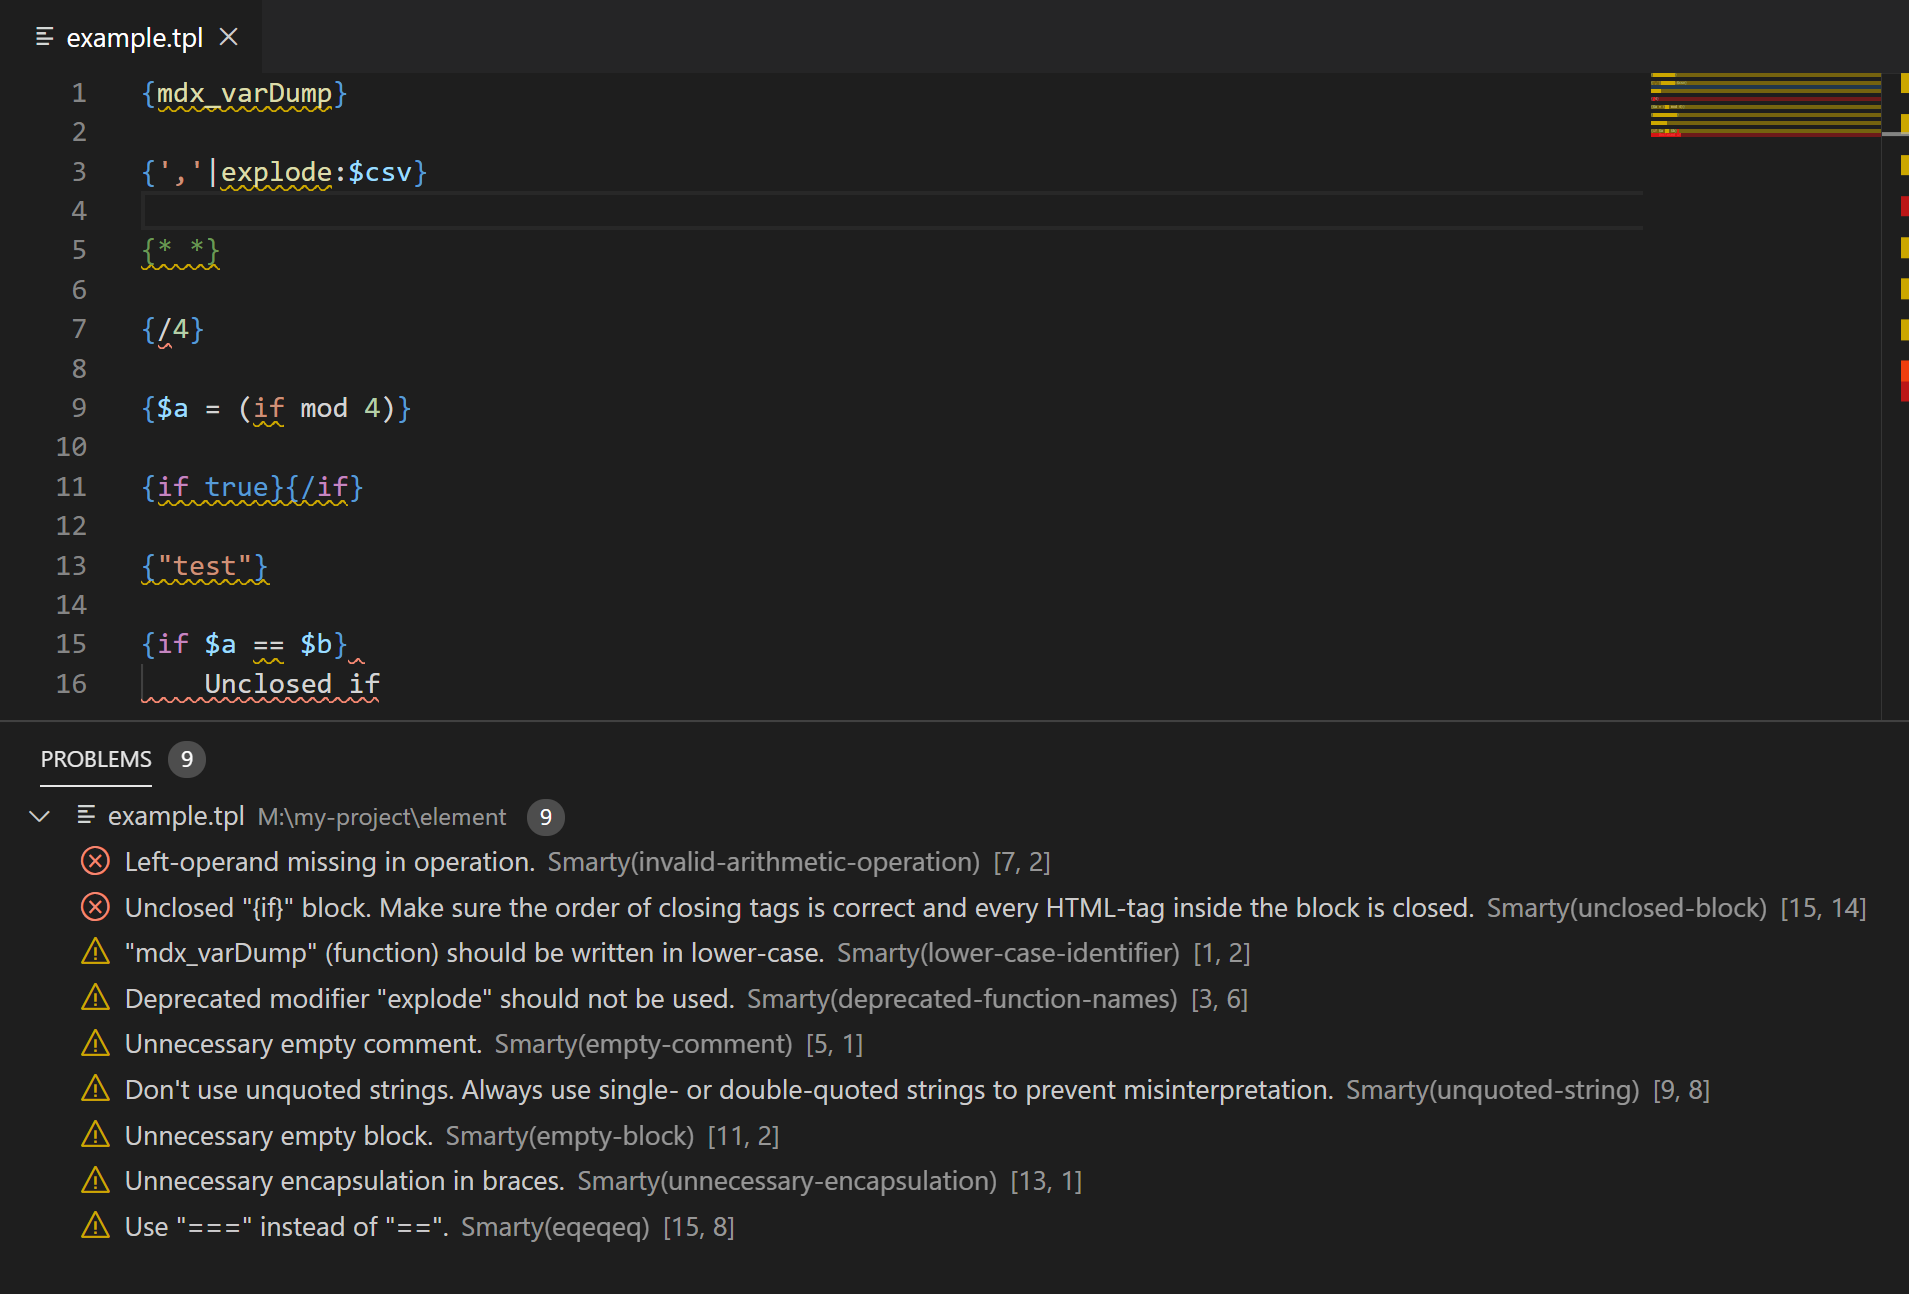 example.tpl
1 {mdx_varDump}
2
3 {','|explode:$csv}
4
5 {* *}
6
7 {/4}
8
9 {$a = (if mod 4)}
10
11 {if true}{/if}
12
13 {"test"}
14
15 {if $a == $b}
16     Unclosed if
PROBLEMS 9
example.tpl M:\my-project\element 9
Left-operand missing in operation. Smarty(invalid-arithmetic-operation) [7, 2]
Unclosed "{if}" block. Make sure the order of closing tags is correct and every HTML-tag inside the block is closed. Smarty(unclosed-block) [15, 14]
"mdx_varDump" (function) should be written in lower-case. Smarty(lower-case-identifier) [1, 2]
Deprecated modifier "explode" should not be used. Smarty(deprecated-function-names) [3, 6]
Unnecessary empty comment. Smarty(empty-comment) [5, 1]
Don't use unquoted strings. Always use single- or double-quoted strings to prevent misinterpretation. Smarty(unquoted-string) [9, 8]
Unnecessary empty block. Smarty(empty-block) [11, 2]
Unnecessary encapsulation in braces. Smarty(unnecessary-encapsulation) [13, 1]
Use "===" instead of "==". Smarty(eqeqeq) [15, 8]